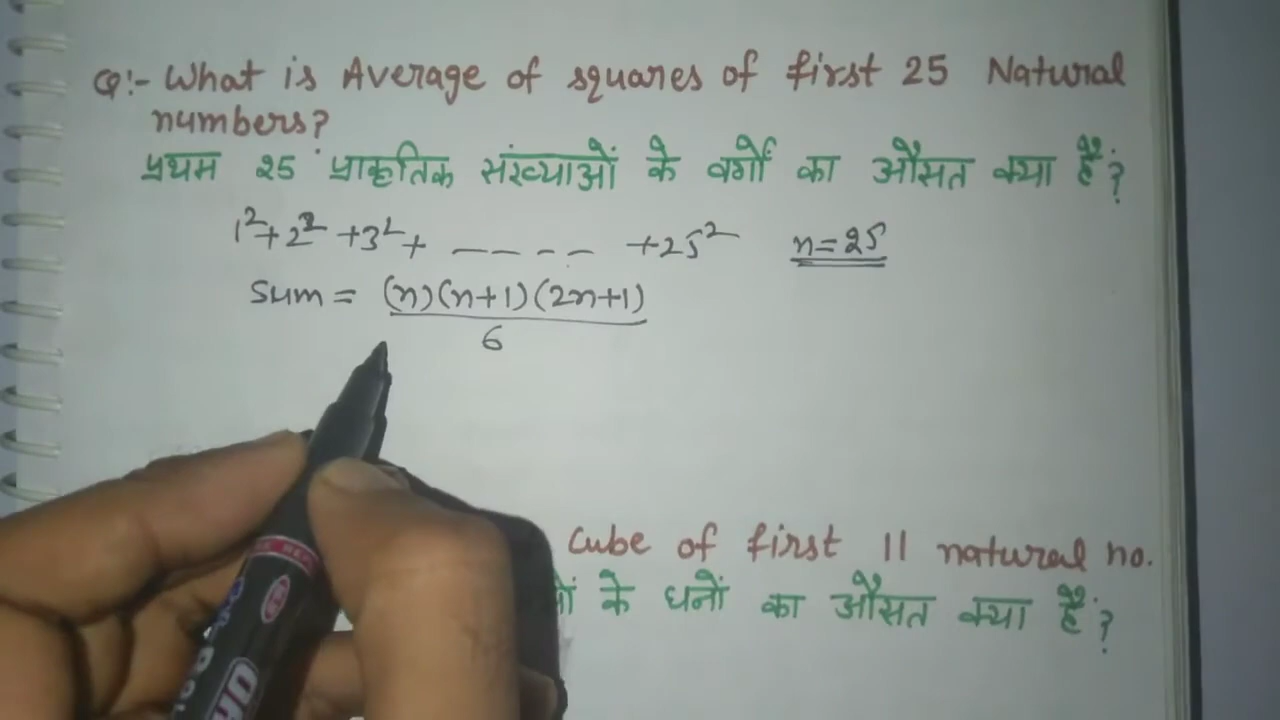 Q:- What is Average of squares of first 25 Natural
numbers?
प्रथम 25 प्राकृतिक संख्याओं के वर्गों का औसत क्या है?
1²+2²+3²+ ---- +25² n=25
Sum = (n)(n+1)(2n+1)
6
Cube of first 11 natural no.
के घनों का औसत क्या है?